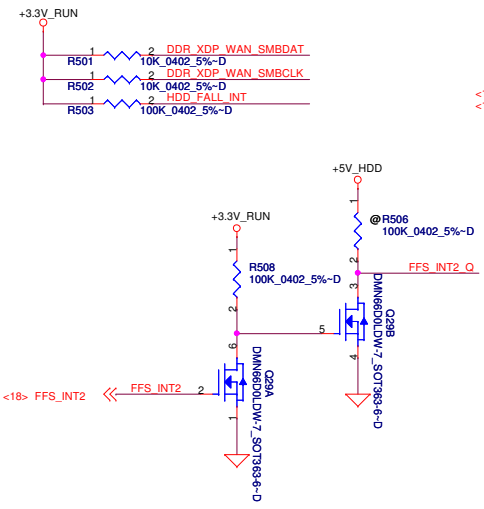 +3.3V_RUN
1 2 DDR_XDP_WAN_SMBDAT
R501 10K_0402_5%~D
1 2 DDR_XDP_WAN_SMBCLK
R502 10K_0402_5%~D
1 2 HDD_FALL_INT
R503 100K_0402_5%~D
+5V_HDD
1
@R506
100K_0402_5%~D
2
FFS_INT2_Q
+3.3V_RUN
1
R508
100K_0402_5%~D
2
3
5
4
Q29B
DMN66D0LDW-7_SOT363-6~D
6
<18> FFS_INT2
FFS_INT2
2
1
Q29A
DMN66D0LDW-7_SOT363-6~D